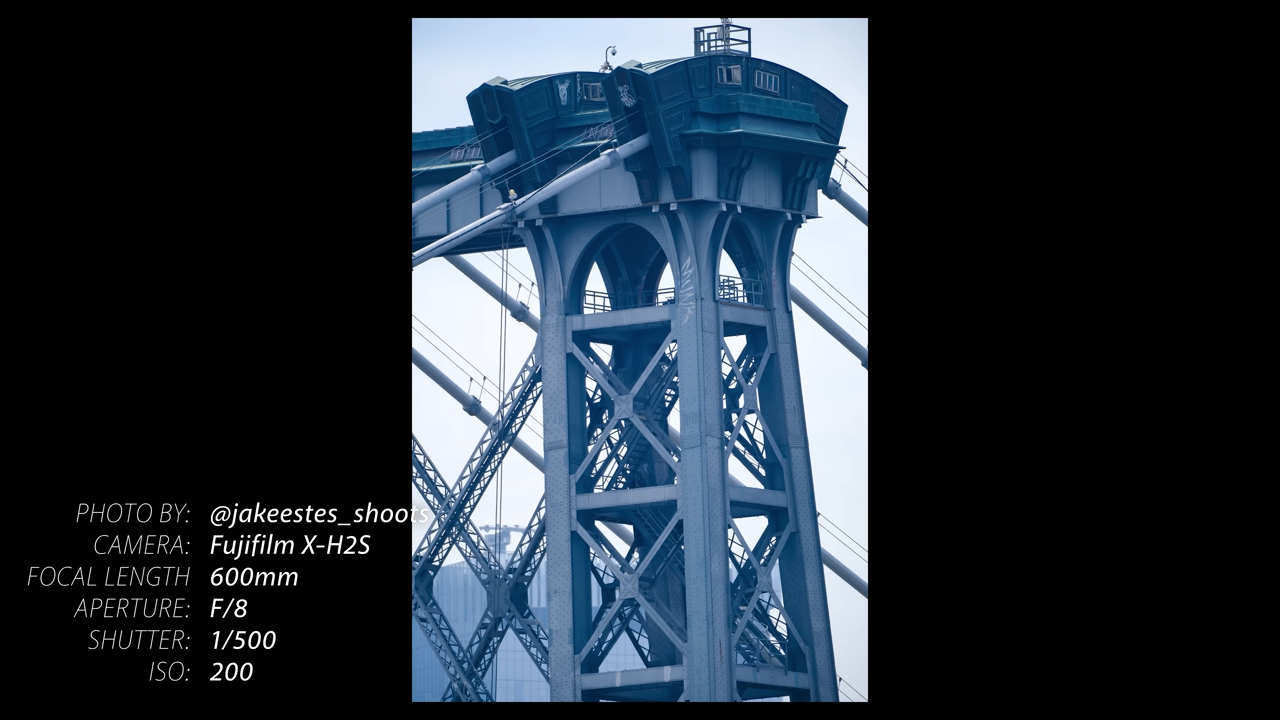 PHOTO BY: @jakeestes_shoots
CAMERA: Fujifilm X-H2S
FOCAL LENGTH 600mm
APERTURE: F/8
SHUTTER: 1/500
ISO: 200